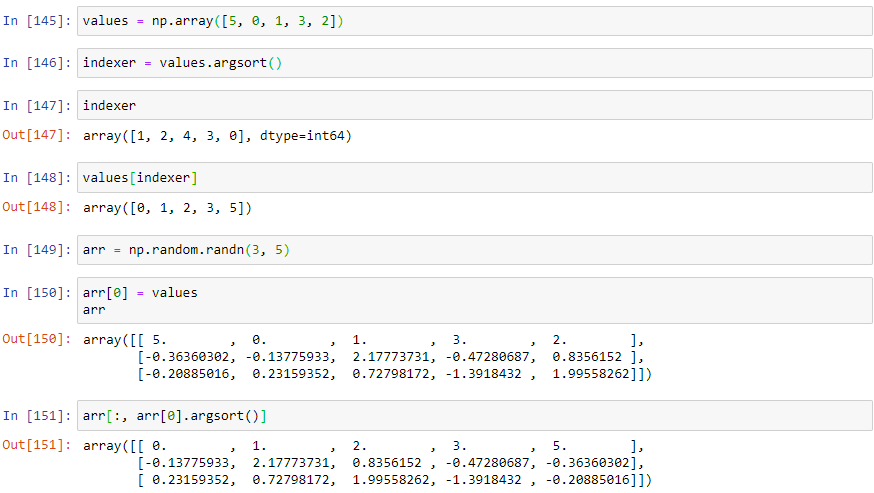 In [145]: values = np.array([5, 0, 1, 3, 2])
In [146]: indexer = values.argsort()
In [147]: indexer
Out[147]: array([1, 2, 4, 3, 0], dtype=int64)
In [148]: values[indexer]
Out[148]: array([0, 1, 2, 3, 5])
In [149]: arr = np.random.randn(3, 5)
In [150]: arr[0] = values
arr
Out[150]: array([[ 5.        ,  0.        ,  1.        ,  3.        ,  2.        ],
[-0.36360302, -0.13775933,  2.17773731, -0.47280687,  0.8356152 ],
[-0.20885016,  0.23159352,  0.72798172, -1.3918432 ,  1.99558262]])
In [151]: arr[:, arr[0].argsort()]
Out[151]: array([[ 0.        ,  1.        ,  2.        ,  3.        ,  5.        ],
[-0.13775933,  2.17773731,  0.8356152 , -0.47280687, -0.36360302],
[ 0.23159352,  0.72798172,  1.99558262, -1.3918432 , -0.20885016]])